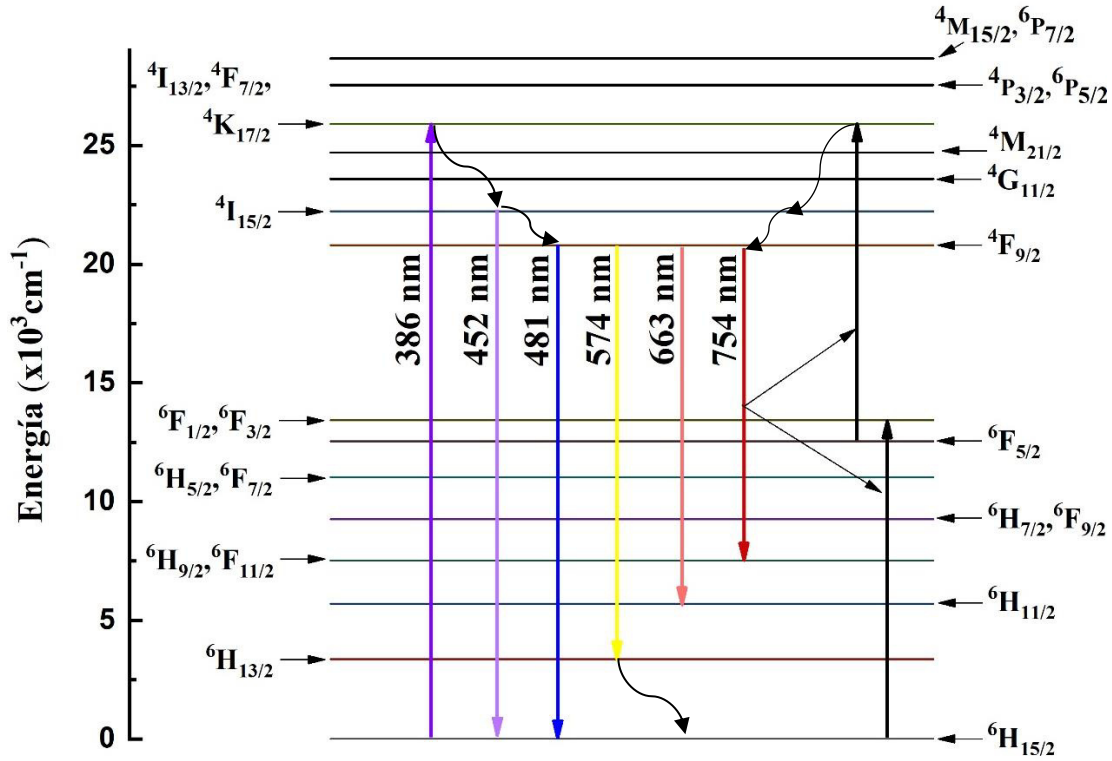 ⁴M₁₅/₂,⁶P₇/₂
⁴I₁₃/₂,⁴F₇/₂,
⁴P₃/₂,⁶P₅/₂
⁴K₁₇/₂
25
⁴M₂₁/₂
⁴G₁₁/₂
⁴I₁₅/₂
⁴F₉/₂
20
386 nm
452 nm
481 nm
574 nm
663 nm
754 nm
Energía (x10³cm⁻¹)
15
⁶F₁/₂,⁶F₃/₂
⁶F₅/₂
⁶H₅/₂,⁶F₇/₂
10
⁶H₇/₂,⁶F₉/₂
⁶H₉/₂,⁶F₁₁/₂
5
⁶H₁₁/₂
⁶H₁₃/₂
0
⁶H₁₅/₂